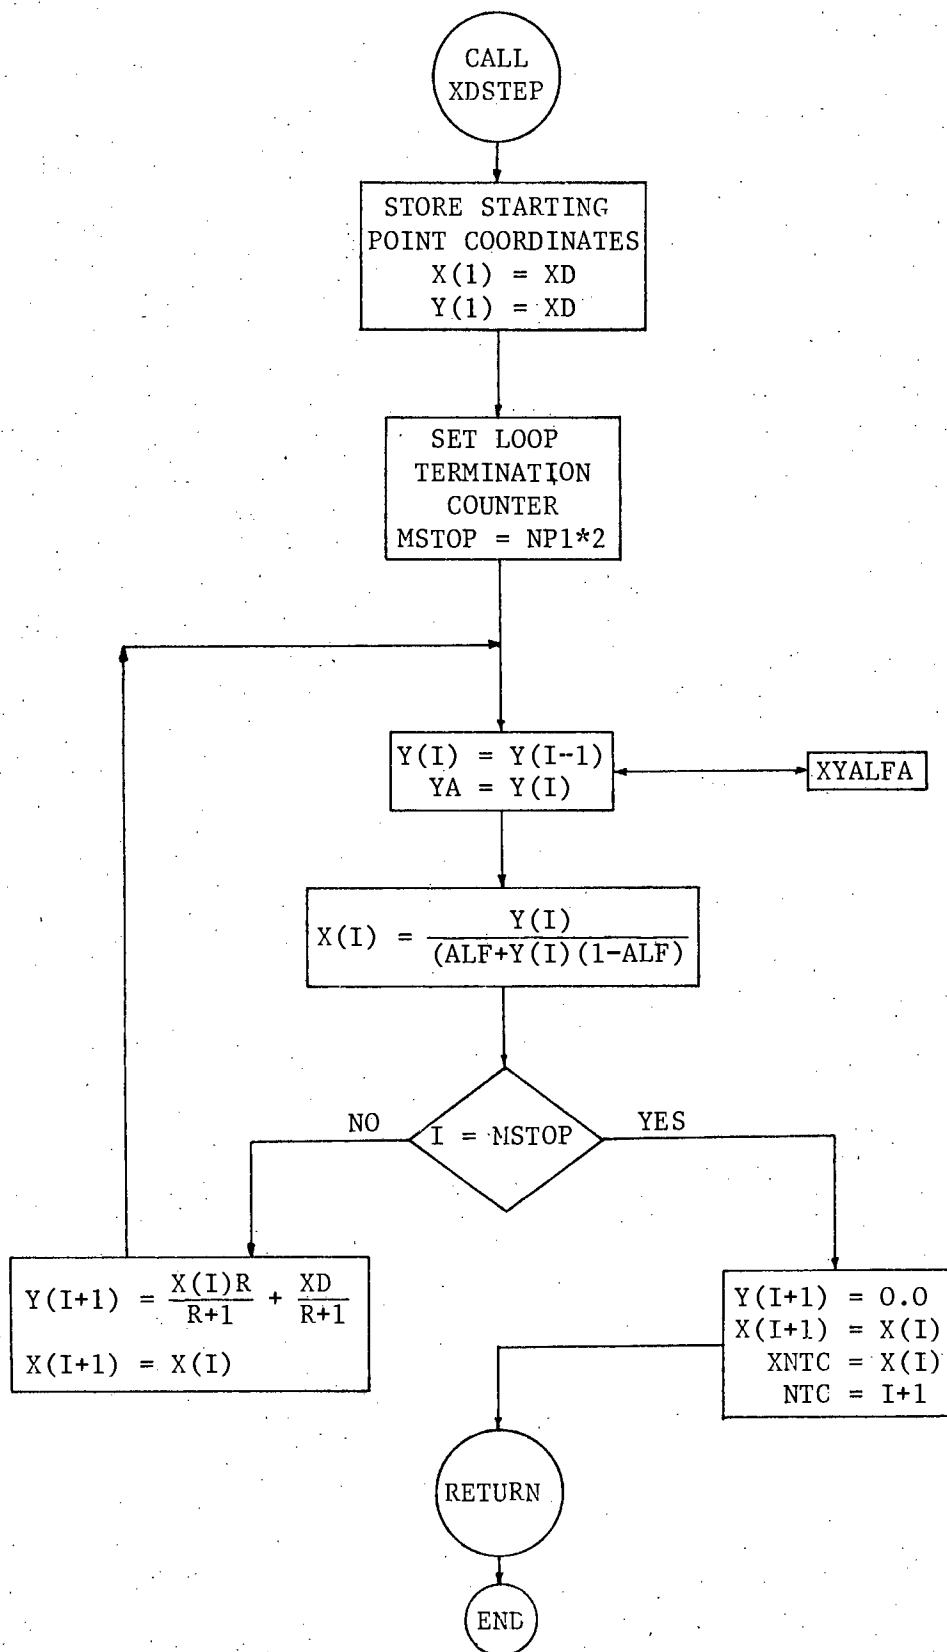 CALL
XDSTEP
STORE STARTING
POINT COORDINATES
X(1) = XD
Y(1) = XD
SET LOOP
TERMINATION
COUNTER
MSTOP = NP1*2
Y(I) = Y(I-1)
YA = Y(I)
XYALFA
X(I) = Y(I) / (ALF+Y(I)(1-ALF)
I = MSTOP
NO
YES
Y(I+1) = X(I)R / R+1 + XD / R+1
X(I+1) = X(I)
Y(I+1) = 0.0
X(I+1) = X(I)
XNTC = X(I)
NTC = I+1
RETURN
END